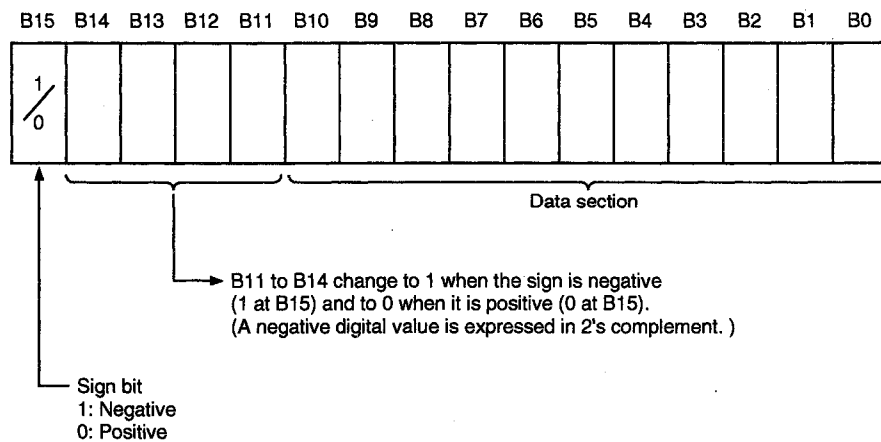 B15 B14 B13 B12 B11 B10 B9 B8 B7 B6 B5 B4 B3 B2 B1 B0
1/0
Data section
B11 to B14 change to 1 when the sign is negative
(1 at B15) and to 0 when it is positive (0 at B15).
(A negative digital value is expressed in 2's complement. )
Sign bit
1: Negative
0: Positive